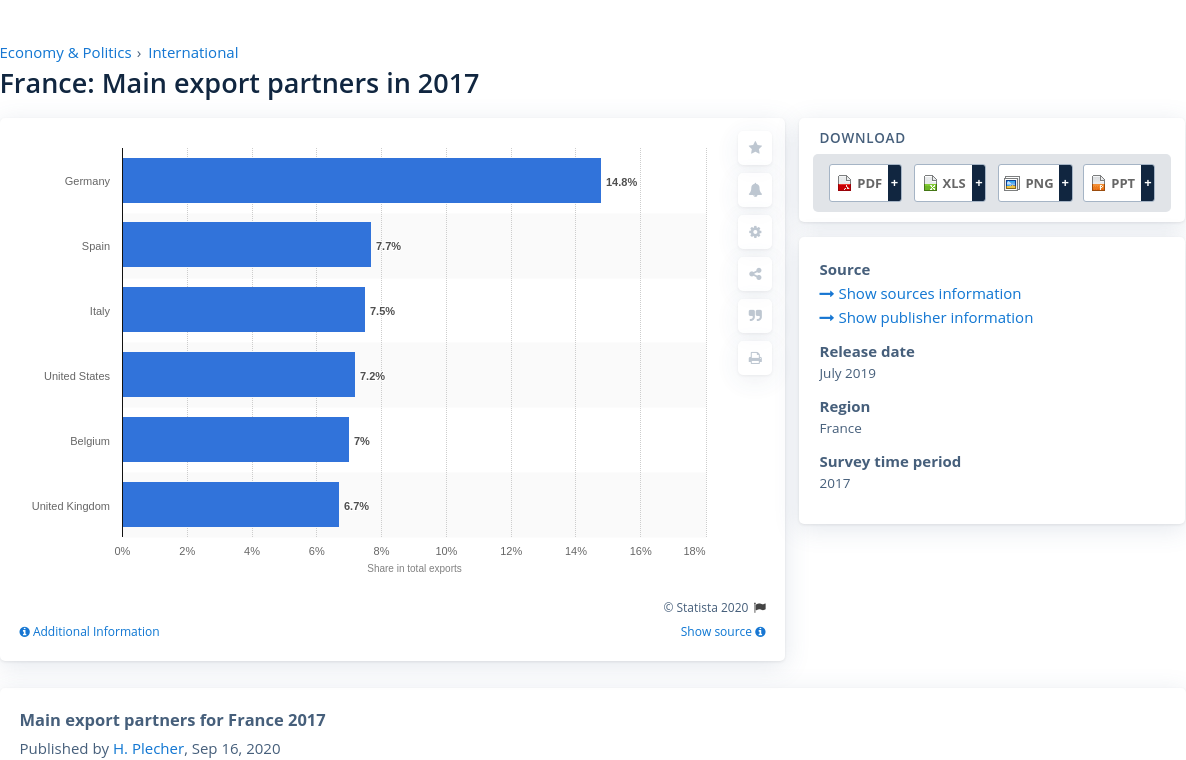 Economy & Politics › International
France: Main export partners in 2017
Germany
14.8%
Spain
7.7%
Italy
7.5%
United States
7.2%
Belgium
7%
United Kingdom
6.7%
0% 2% 4% 6% 8% 10% 12% 14% 16% 18%
Share in total exports
© Statista 2020
Additional Information
Show source
DOWNLOAD
PDF + XLS + PNG + PPT +
Source
Show sources information
Show publisher information
Release date
July 2019
Region
France
Survey time period
2017
Main export partners for France 2017
Published by H. Plecher, Sep 16, 2020